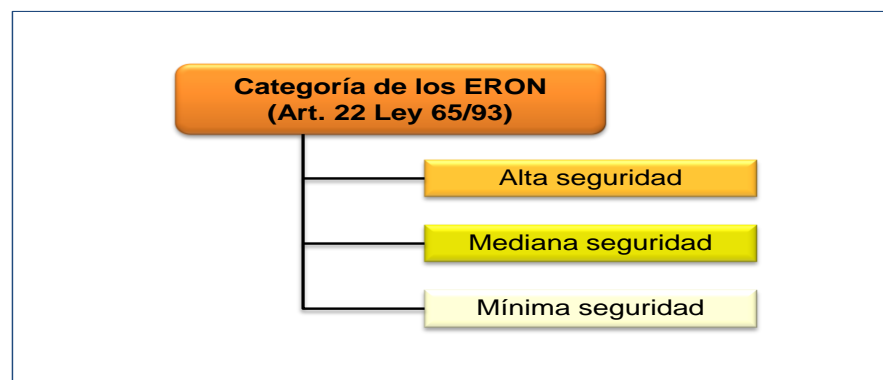 Categoría de los ERON
(Art. 22 Ley 65/93)
Alta seguridad
Mediana seguridad
Mínima seguridad